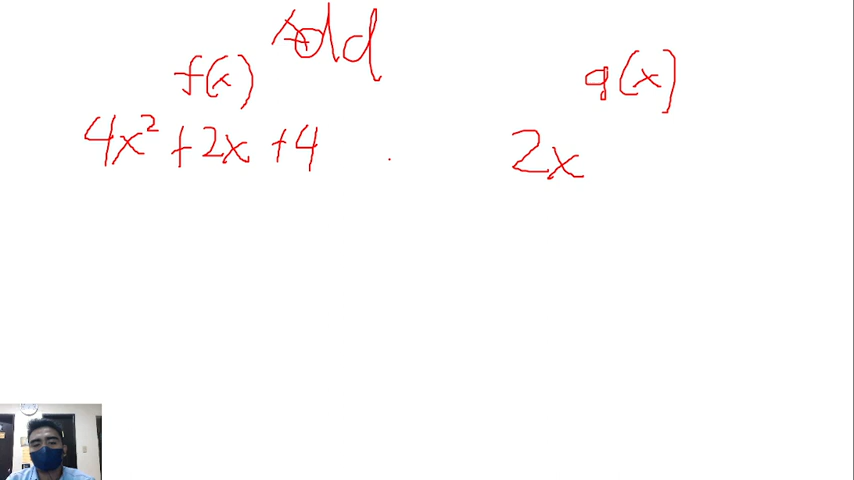 Add
f(x) g(x)
4x² + 2x + 4 2x